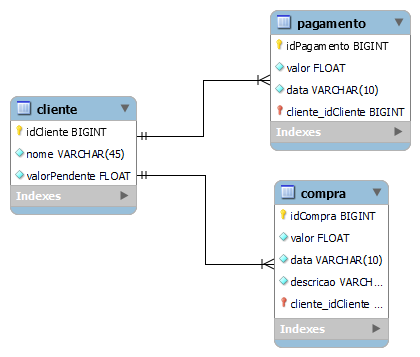 cliente
idCliente BIGINT
nome VARCHAR(45)
valorPendente FLOAT
Indexes
pagamento
idPagamento BIGINT
valor FLOAT
data VARCHAR(10)
cliente_idCliente BIGINT
Indexes
compra
idCompra BIGINT
valor FLOAT
data VARCHAR(10)
descricao VARCH...
cliente_idCliente ...
Indexes